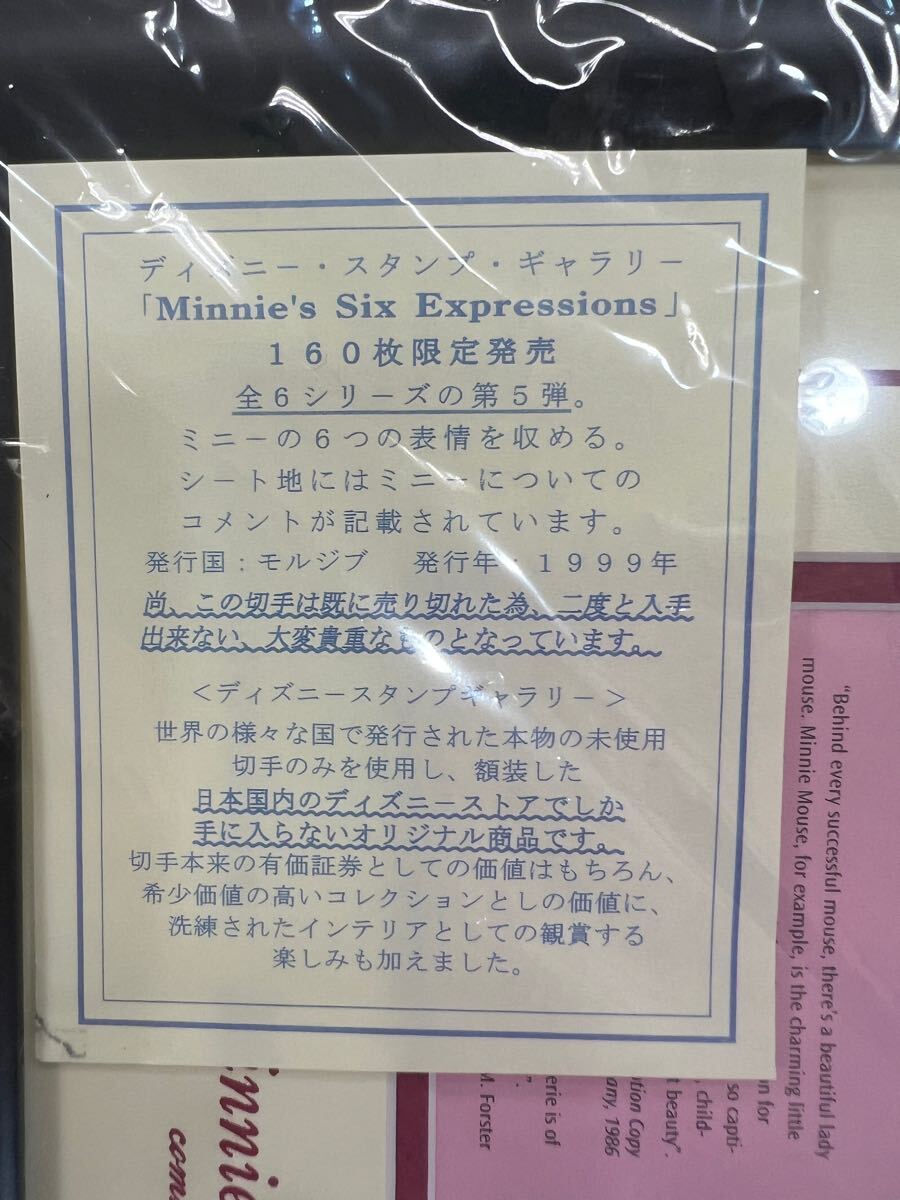 ディズニー・スタンプ・ギャラリー
「Minnie's Six Expressions」
１６０枚限定発売
全６シリーズの第５弾。
ミニーの６つの表情を収める。
シート地にはミニーについての
コメントが記載されています。
発行国：モルジブ　発行年：１９９９年
尚、この切手は既に売り切れた為、二度と入手
出来ない、大変貴重なものとなっています。
＜ディズニースタンプギャラリー＞
世界の様々な国で発行された本物の未使用
切手のみを使用し、額装した
日本国内のディズニーストアでしか
手に入らないオリジナル商品です。
切手本来の有価証券としての価値はもちろん、
希少価値の高いコレクションとしの価値に、
洗練されたインテリアとしての観賞する
楽しみも加えました。
“Behind every successful mouse, there's a beautiful lady
mouse. Minnie Mouse, for example, is the charming little
n for
so capti-
, child-
t beauty”.
ption Copy
any, 1986
erie is of
”
M. Forster
innie
com